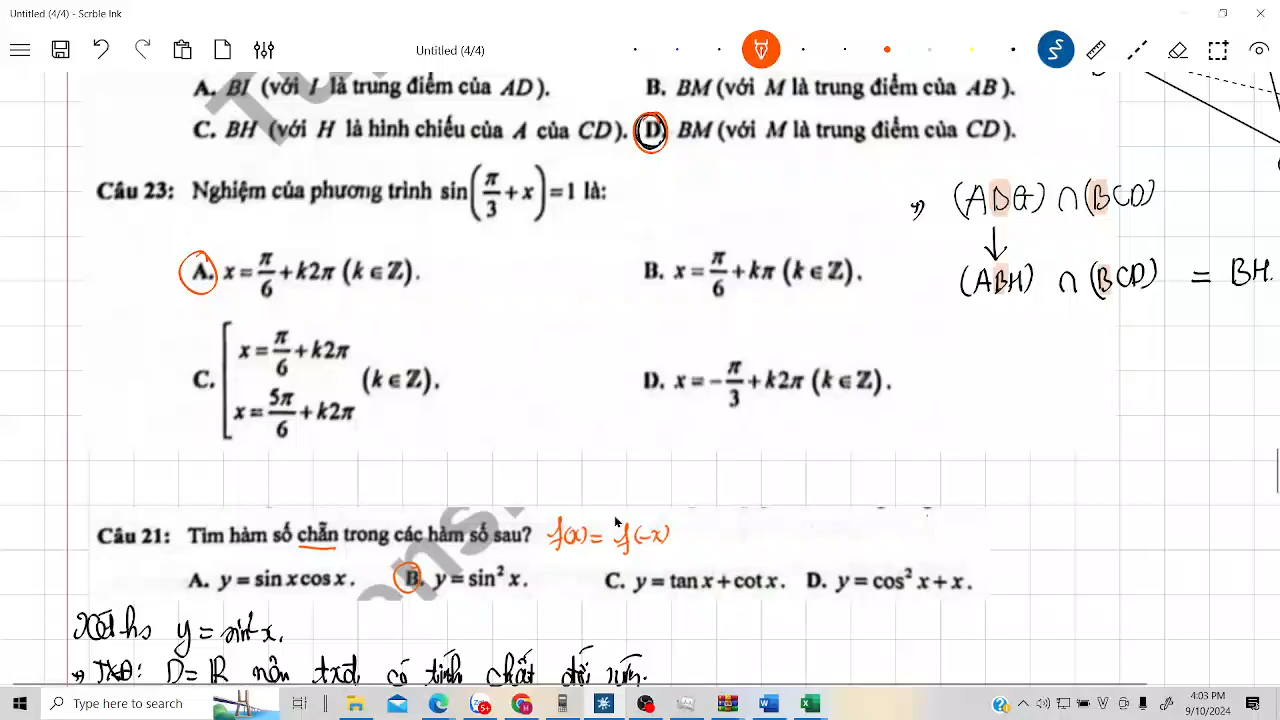 Untitled (4/4) - Scrble Ink
Untitled (4/4)
A. BI (với I là trung điểm của AD).
B. BM (với M là trung điểm của AB).
C. BH (với H là hình chiếu của A của CD).
D. BM (với M là trung điểm của CD).
Câu 23: Nghiệm của phương trình sin(π/3 + x) = 1 là:
⇒ (ABG) ∩ (BCD)
↓
(ABH) ∩ (BCD) = BH.
A. x = π/6 + k2π (k ∈ ℤ).
B. x = π/6 + kπ (k ∈ ℤ).
C. [ x = π/6 + k2π
x = 5π/6 + k2π (k ∈ ℤ).
D. x = -π/3 + k2π (k ∈ ℤ).
Câu 21: Tìm hàm số chẵn trong các hàm số sau? f(x) = f(-x)
A. y = sin x cos x.
B. y = sin² x.
C. y = tan x + cot x.
D. y = cos² x + x.
Xét hs y = sin² x.
TXĐ: D = ℝ nên txđ có tính chất đối xứng.
Type here to search
5+
1:03 PM
9/10/2024